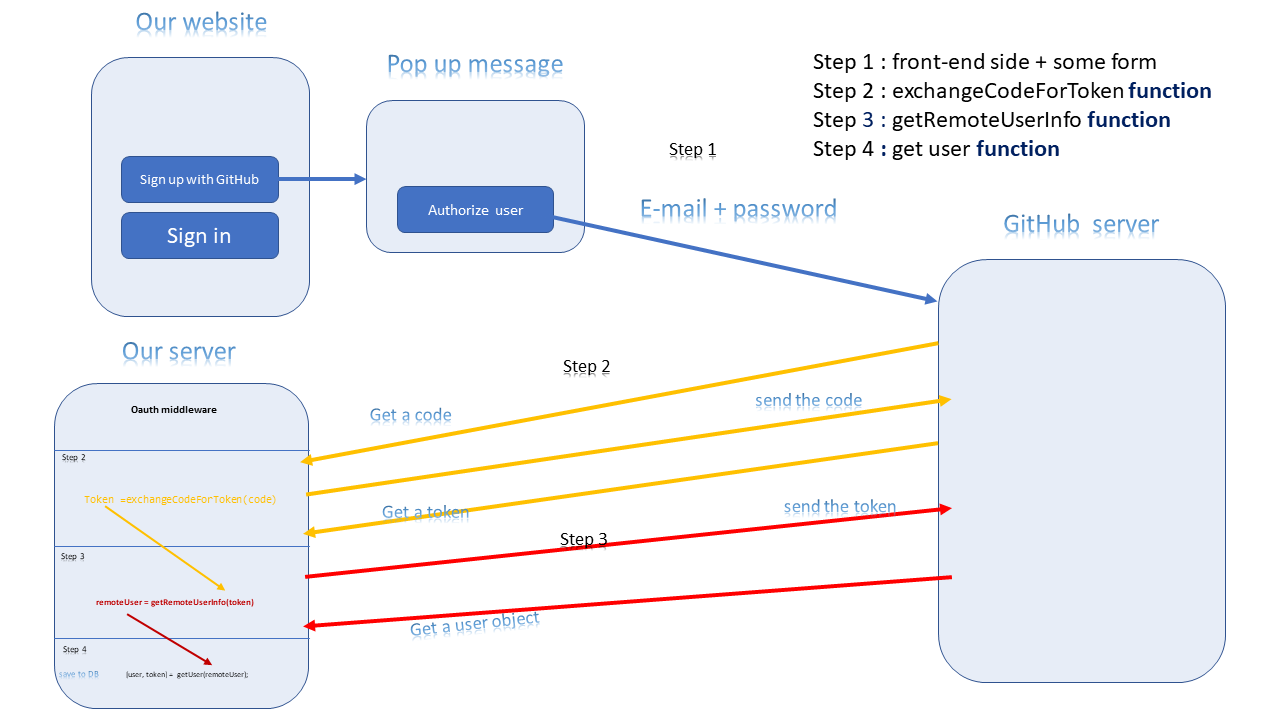 Our website
Pop up message
Step 1 : front-end side + some form
Step 2 : exchangeCodeForToken function
Step 3 : getRemoteUserInfo function
Step 4 : get user function
Step 1
Sign up with GitHub
Sign in
Authorize user
E-mail + password
GitHub server
Our server
Step 2
Get a code
send the code
Oauth middleware
Step 2
Token =exchangeCodeForToken(code)
Get a token
send the token
Step 3
Step 3
remoteUser = getRemoteUserInfo(token)
Get a user object
Step 4
save to DB
{user, token} = getUser(remoteUser);